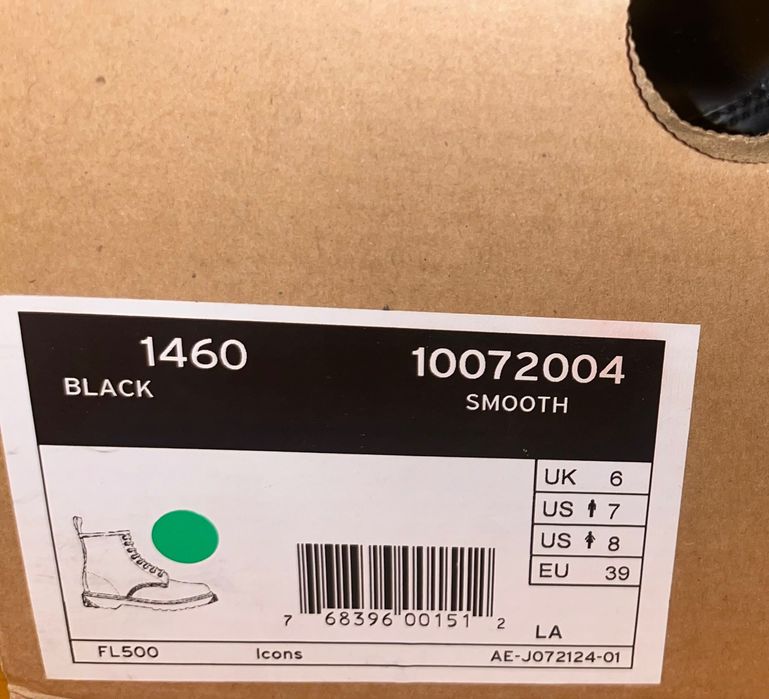 1460 10072004
BLACK SMOOTH
UK 6
US 7
US 8
EU 39
7 68396 00151 2
LA
FL500 Icons AE-J072124-01